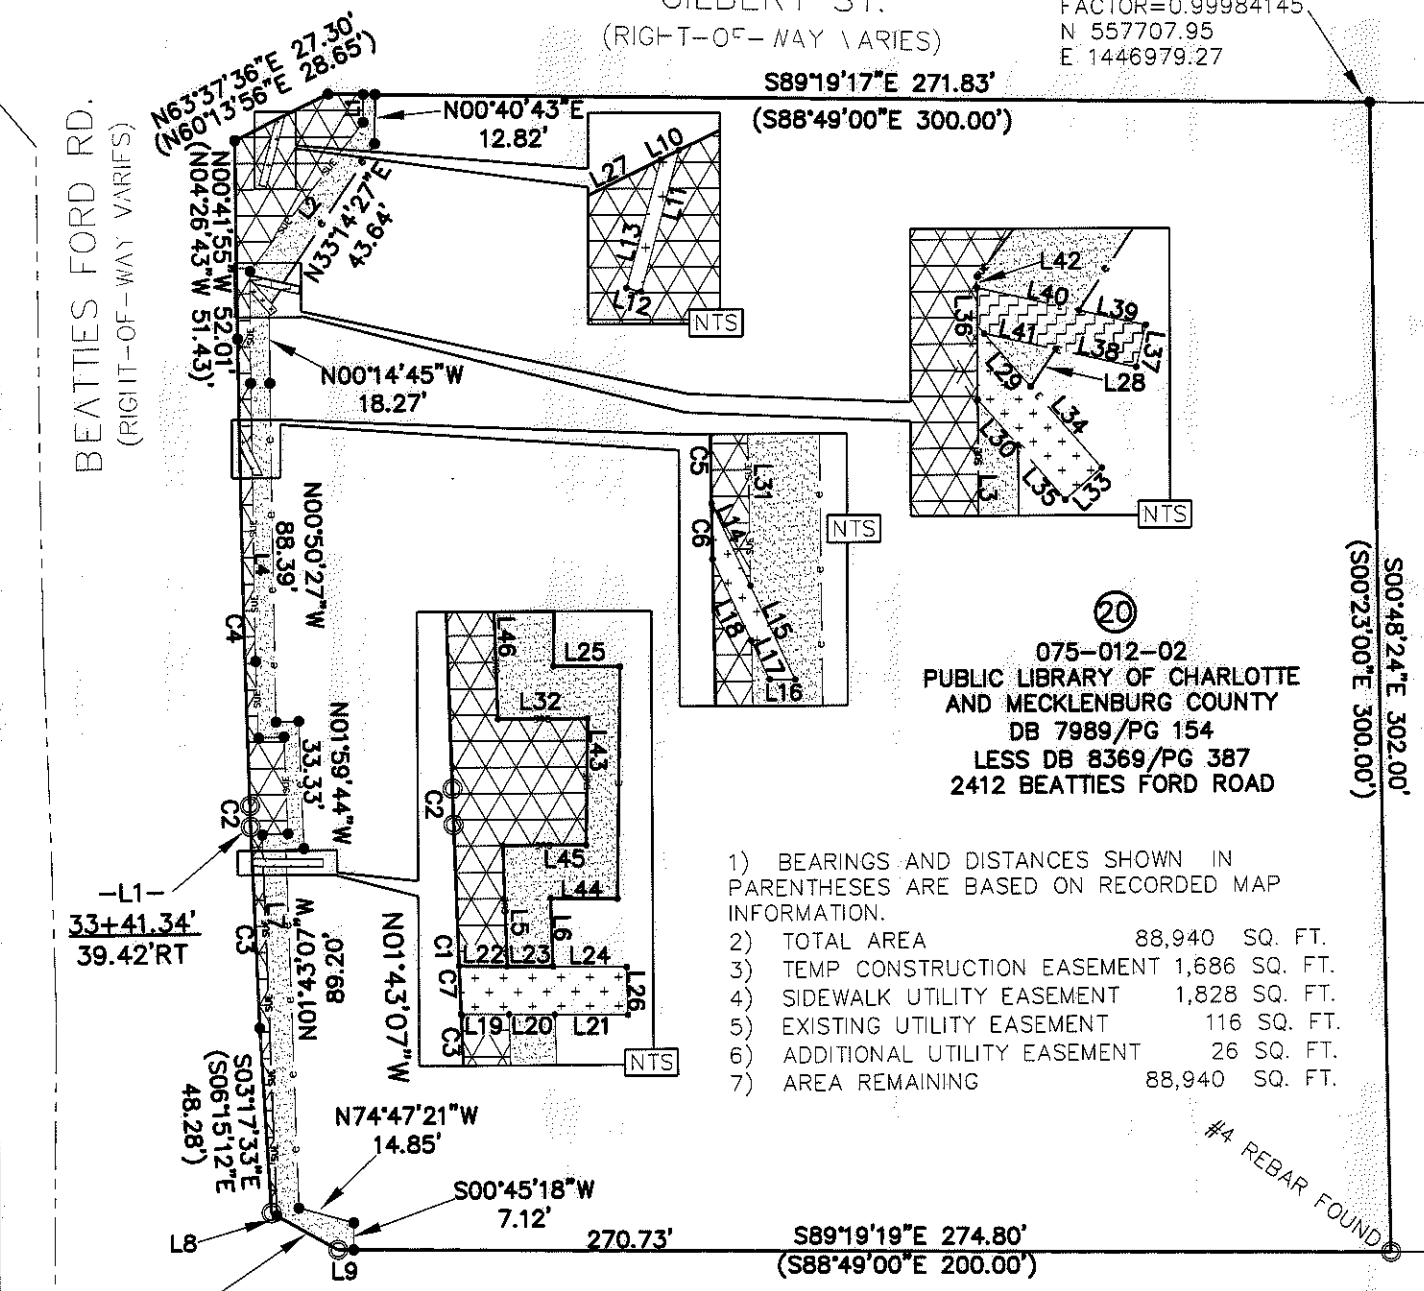 GILBERT ST.
(RIGHT-OF-WAY VARIES)
FACTOR=0.99984145
N 557707.95
E 1446979.27
N63°37'36"E 27.30'
(N60°13'56"E 28.65')
S89°19'17"E 271.83'
(S88°49'00"E 300.00')
N00°40'43"E
12.82'
BEATTIES FORD RD.
(RIGHT-OF-WAY VARIES)
N00°41'55"W 52.01'
(N04°26'43"W 51.43)'
L2
N33°14'27"E
43.64'
L27
L10
L11
L13
L12
NTS
L42
L40
L39
L36
L41
L38
L37
L29
L28
L34
L30
L35
L33
L3
NTS
N00°14'45"W
18.27'
C5
L31
L14
C6
L15
L18
L17
L16
NTS
N00°50'27"W
88.39'
L4
C4
S00°48'24"E 302.00'
(S00°23'00"E 300.00')
20
075-012-02
PUBLIC LIBRARY OF CHARLOTTE
AND MECKLENBURG COUNTY
DB 7989/PG 154
LESS DB 8369/PG 387
2412 BEATTIES FORD ROAD
N01°59'44"W
33.33'
C2
L46
L25
L32
L43
C2
L45
L44
L5
L6
C1
L22
L23
L24
C7
L26
L19
L20
L21
C3
NTS
-L1-
33+41.34'
39.42'RT
C3
L7
N01°43'07"W
89.20'
N01°43'07"W
1) BEARINGS AND DISTANCES SHOWN IN
PARENTHESES ARE BASED ON RECORDED MAP
INFORMATION.
2) TOTAL AREA 88,940 SQ. FT.
3) TEMP CONSTRUCTION EASEMENT 1,686 SQ. FT.
4) SIDEWALK UTILITY EASEMENT 1,828 SQ. FT.
5) EXISTING UTILITY EASEMENT 116 SQ. FT.
6) ADDITIONAL UTILITY EASEMENT 26 SQ. FT.
7) AREA REMAINING 88,940 SQ. FT.
S03°17'33"E
(S06°15'12"E
48.28')
N74°47'21"W
14.85'
S00°45'18"W
7.12'
L8
L9
270.73'
S89°19'19"E 274.80'
(S88°49'00"E 200.00')
#4 REBAR FOUND